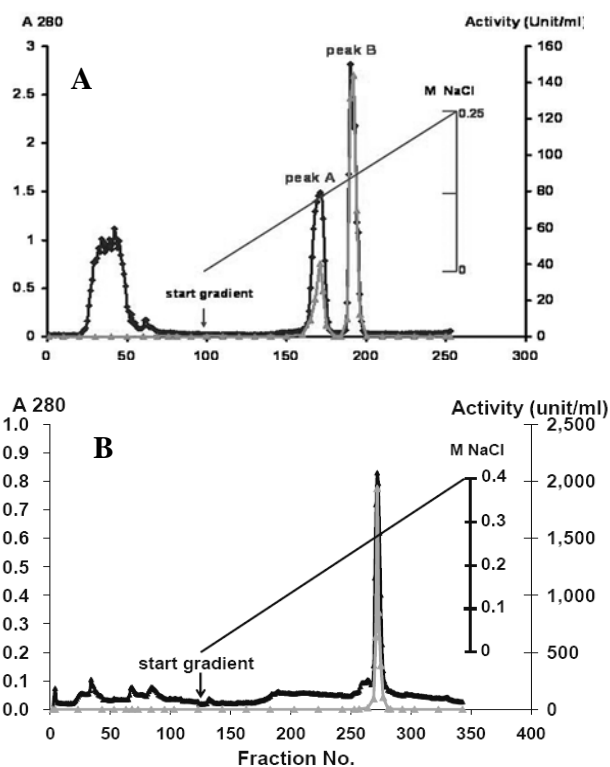 A 280
Activity (Unit/ml)
3
2.5
2
1.5
1
0.5
0
A
peak B
peak A
M NaCl
0.25
0
start gradient
160
140
120
100
80
60
40
20
0
0 50 100 150 200 250 300
A 280
Activity (unit/ml)
1.0
0.9
0.8
0.7
0.6
0.5
0.4
0.3
0.2
0.1
0.0
B
M NaCl
0.4
0.3
0.2
0.1
0
start gradient
2,500
2,000
1,500
1,000
500
0
0 50 100 150 200 250 300 350 400
Fraction No.